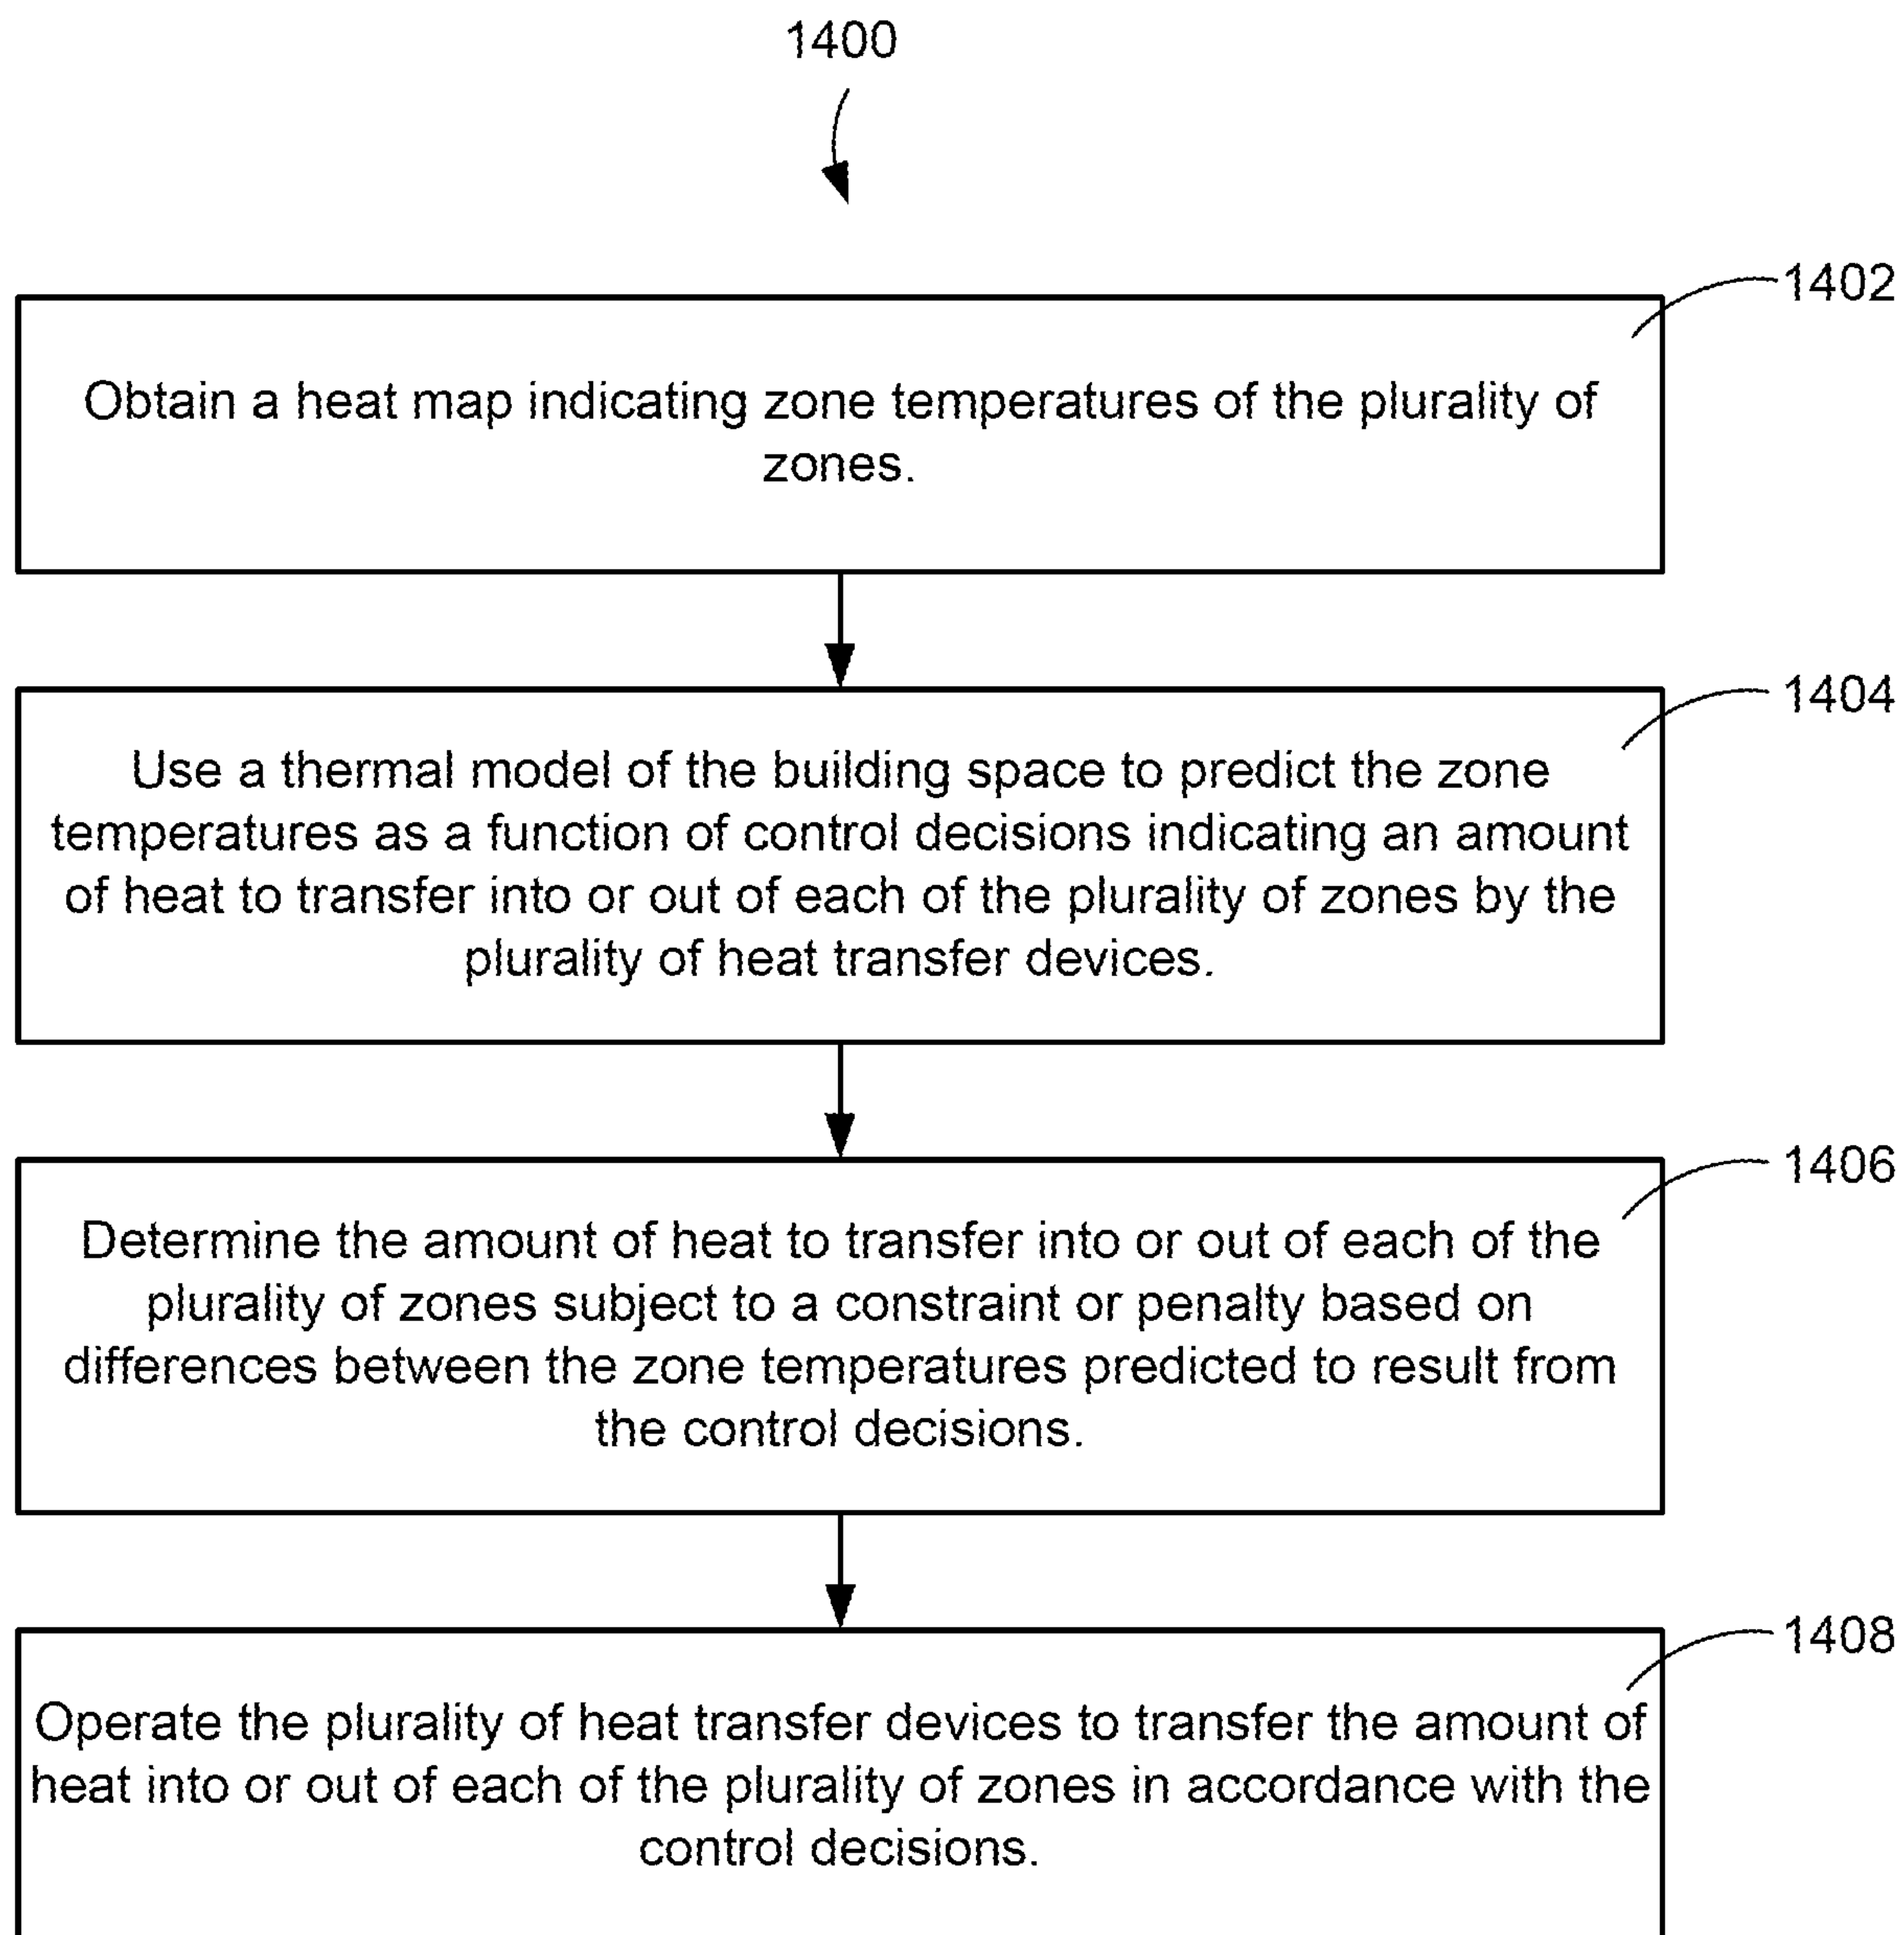 1400
1402
Obtain a heat map indicating zone temperatures of the plurality of
zones.
1404
Use a thermal model of the building space to predict the zone
temperatures as a function of control decisions indicating an amount
of heat to transfer into or out of each of the plurality of zones by the
plurality of heat transfer devices.
1406
Determine the amount of heat to transfer into or out of each of the
plurality of zones subject to a constraint or penalty based on
differences between the zone temperatures predicted to result from
the control decisions.
1408
Operate the plurality of heat transfer devices to transfer the amount of
heat into or out of each of the plurality of zones in accordance with the
control decisions.